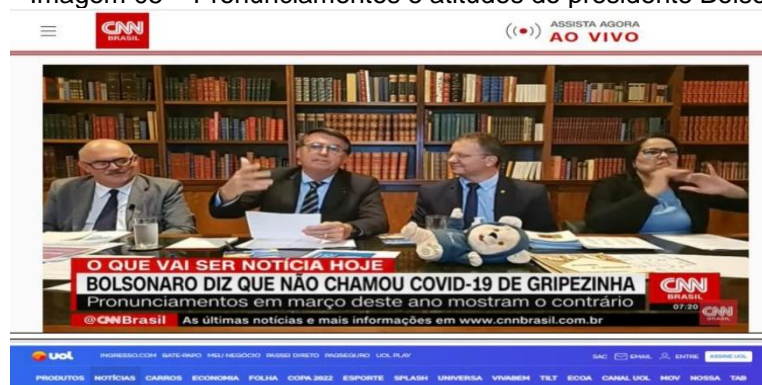 Imagem 08 – Pronunciamentos e atitudes do presidente Bolso
CNN
BRASIL
ASSISTA AGORA
AO VIVO
O QUE VAI SER NOTÍCIA HOJE
BOLSONARO DIZ QUE NÃO CHAMOU COVID-19 DE GRIPEZINHA
Pronunciamentos em março deste ano mostram o contrário
CNN
BRASIL
07:20
CNN
@CNNBrasil As últimas notícias e mais informações em www.cnnbrasil.com.br
UOL INGRESSO.COM BATE-PAPO MEU NEGÓCIO PASSEI DIRETO PAGSEGURO UOL PLAY SAC EMAIL ENTRE ASSINE UOL
PRODUTOS NOTÍCIAS CARROS ECONOMIA FOLHA COPA 2022 ESPORTE SPLASH UNIVERSA VIVABEM TILT ECOA CANAL UOL MOV NOSSA TAB